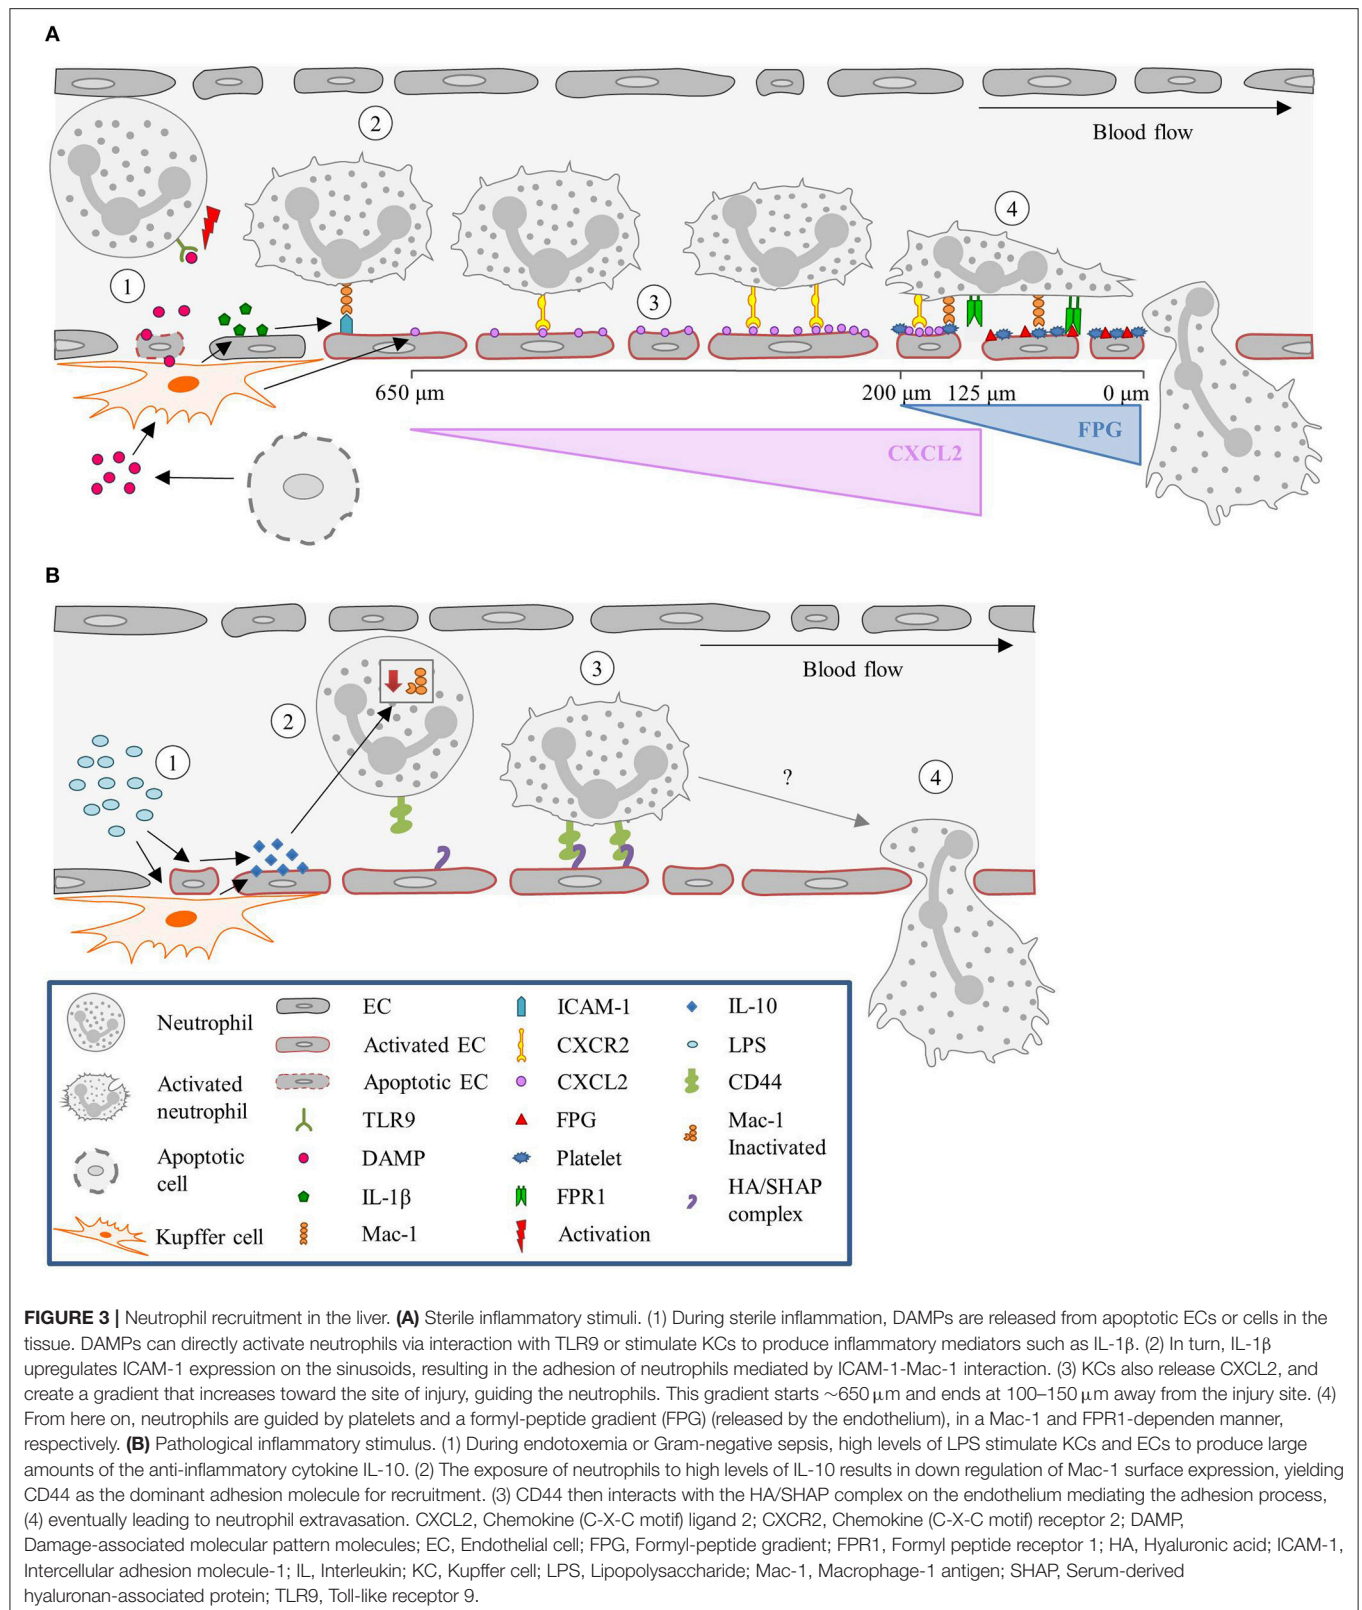 A
2
Blood flow
4
1
3
650 μm
200 μm
125 μm
0 μm
FPG
CXCL2
B
3
Blood flow
2
1
?
4
Neutrophil
Activated
neutrophil
Apoptotic
cell
Kupffer cell
EC
Activated EC
Apoptotic EC
TLR9
DAMP
IL-1β
Mac-1
ICAM-1
CXCR2
CXCL2
FPG
Platelet
FPR1
Activation
IL-10
LPS
CD44
Mac-1
Inactivated
HA/SHAP
complex
FIGURE 3 | Neutrophil recruitment in the liver. (A) Sterile inflammatory stimuli. (1) During sterile inflammation, DAMPs are released from apoptotic ECs or cells in the
tissue. DAMPs can directly activate neutrophils via interaction with TLR9 or stimulate KCs to produce inflammatory mediators such as IL-1β. (2) In turn, IL-1β
upregulates ICAM-1 expression on the sinusoids, resulting in the adhesion of neutrophils mediated by ICAM-1-Mac-1 interaction. (3) KCs also release CXCL2, and
create a gradient that increases toward the site of injury, guiding the neutrophils. This gradient starts ~650 μm and ends at 100–150 μm away from the injury site. (4)
From here on, neutrophils are guided by platelets and a formyl-peptide gradient (FPG) (released by the endothelium), in a Mac-1 and FPR1-dependen manner,
respectively. (B) Pathological inflammatory stimulus. (1) During endotoxemia or Gram-negative sepsis, high levels of LPS stimulate KCs and ECs to produce large
amounts of the anti-inflammatory cytokine IL-10. (2) The exposure of neutrophils to high levels of IL-10 results in down regulation of Mac-1 surface expression, yielding
CD44 as the dominant adhesion molecule for recruitment. (3) CD44 then interacts with the HA/SHAP complex on the endothelium mediating the adhesion process,
(4) eventually leading to neutrophil extravasation. CXCL2, Chemokine (C-X-C motif) ligand 2; CXCR2, Chemokine (C-X-C motif) receptor 2; DAMP,
Damage-associated molecular pattern molecules; EC, Endothelial cell; FPG, Formyl-peptide gradient; FPR1, Formyl peptide receptor 1; HA, Hyaluronic acid; ICAM-1,
Intercellular adhesion molecule-1; IL, Interleukin; KC, Kupffer cell; LPS, Lipopolysaccharide; Mac-1, Macrophage-1 antigen; SHAP, Serum-derived
hyaluronan-associated protein; TLR9, Toll-like receptor 9.